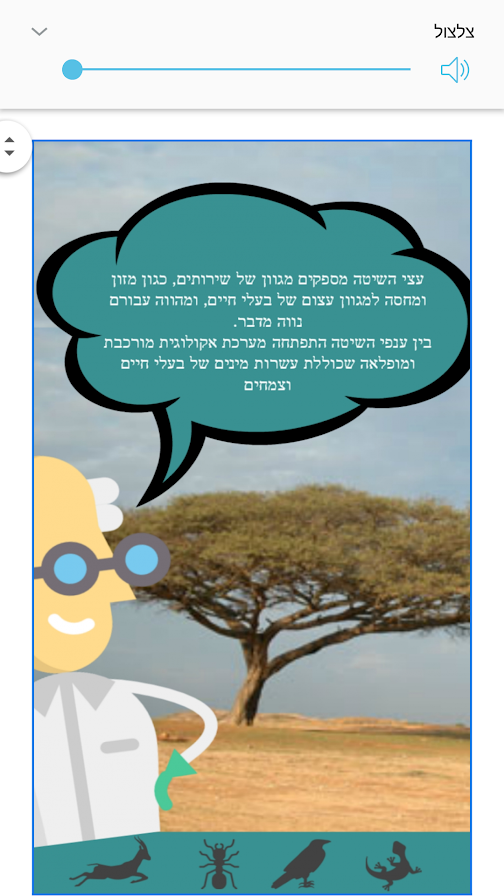 צלצול
עצי השיטה מספקים מגוון של שירותים, כגון מזון
ומחסה למגוון עצום של בעלי חיים, ומהווה עבורם
נווה מדבר.
בין ענפי השיטה התפתחה מערכת אקולוגית מורכבת
ומופלאה שכוללת עשרות מינים של בעלי חיים
וצמחים